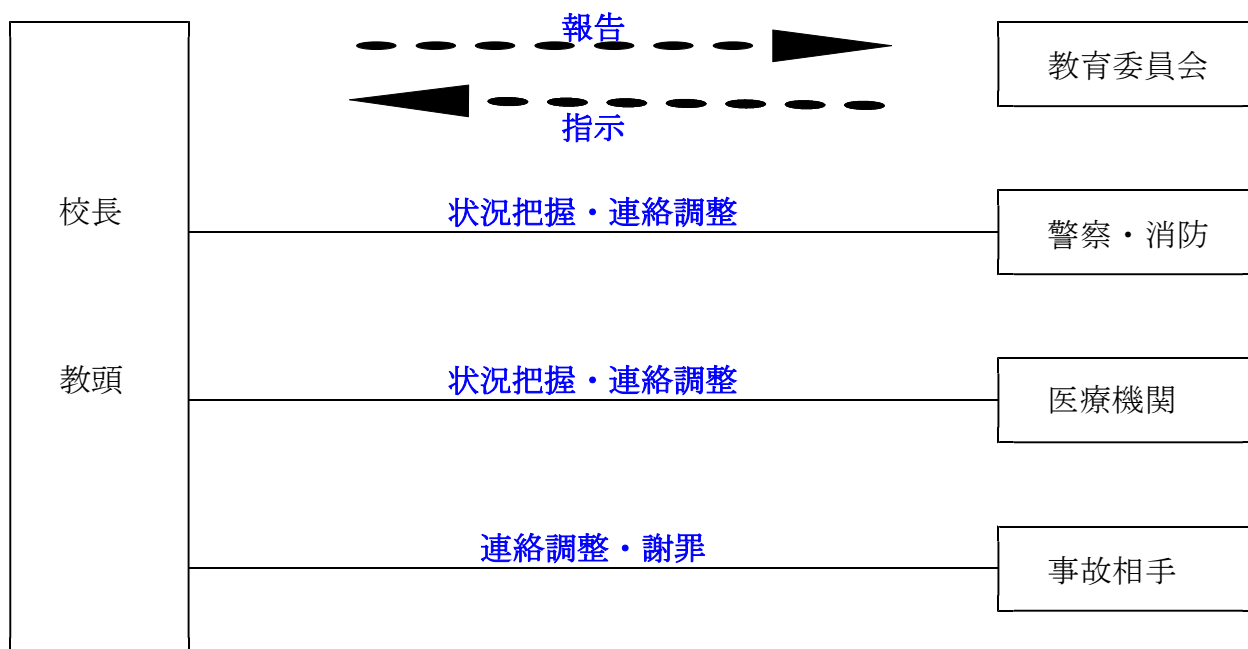 報告
教育委員会
指示
校長
状況把握・連絡調整
警察・消防
教頭
状況把握・連絡調整
医療機関
連絡調整・謝罪
事故相手